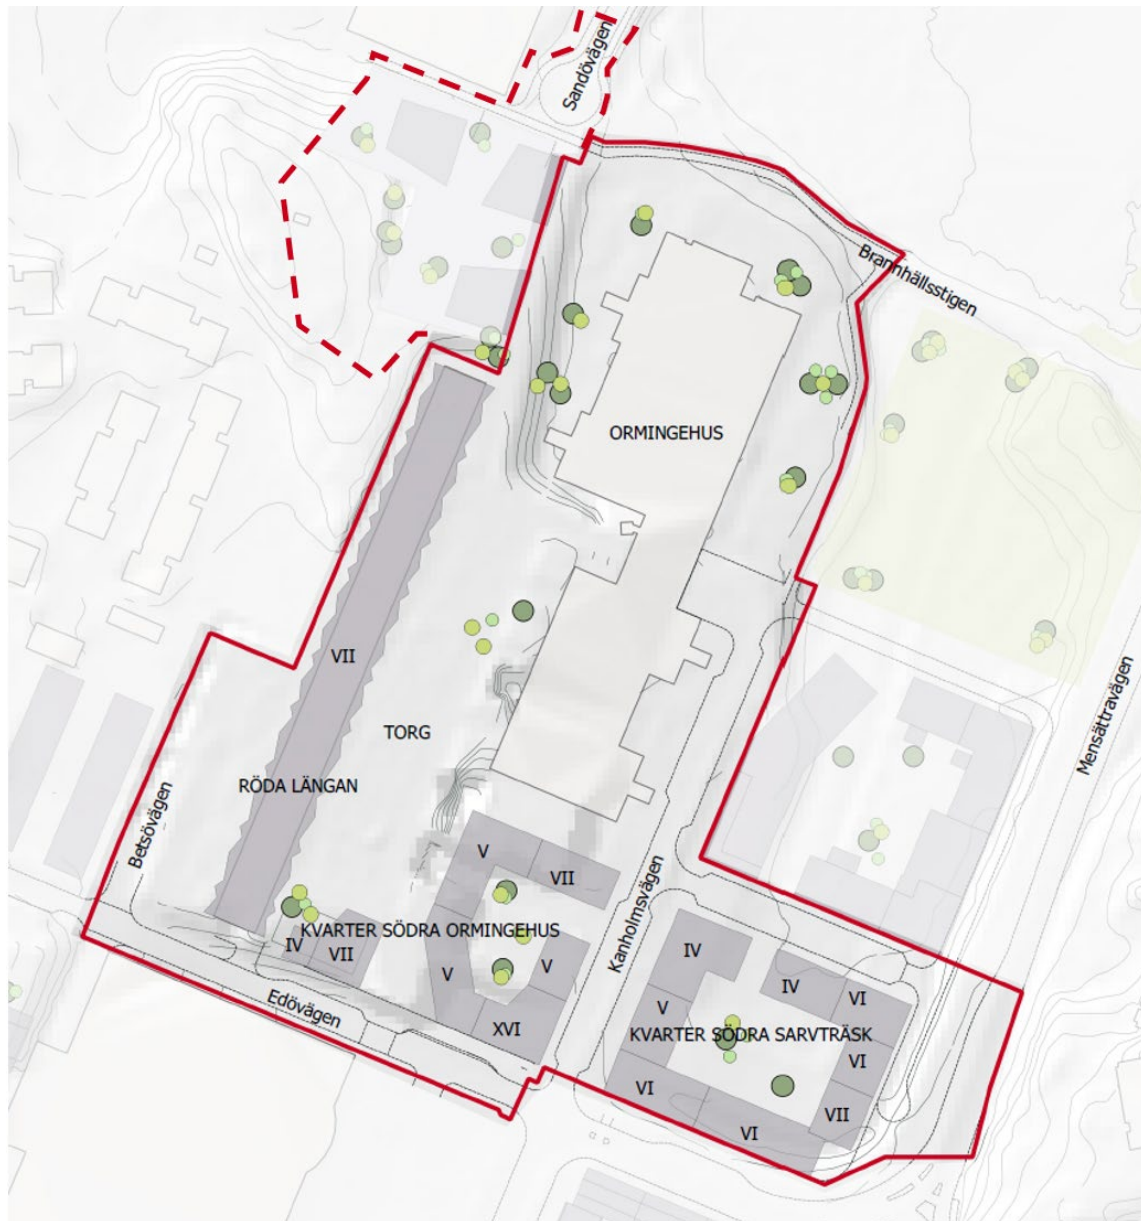 Sandövägen
Brannhällsstigen
ORMINGEHUS
VII
Mensättravägen
TORG
RÖDA LÄNGAN
Betsövägen
V
VII
Kanholmsvägen
KVARTER SÖDRA ORMINGEHUS
IV
VII
V
V
IV
IV
VI
Edövägen
XVI
V
KVARTER SÖDRA SARVTRÄSK
VI
VI
VII
VI